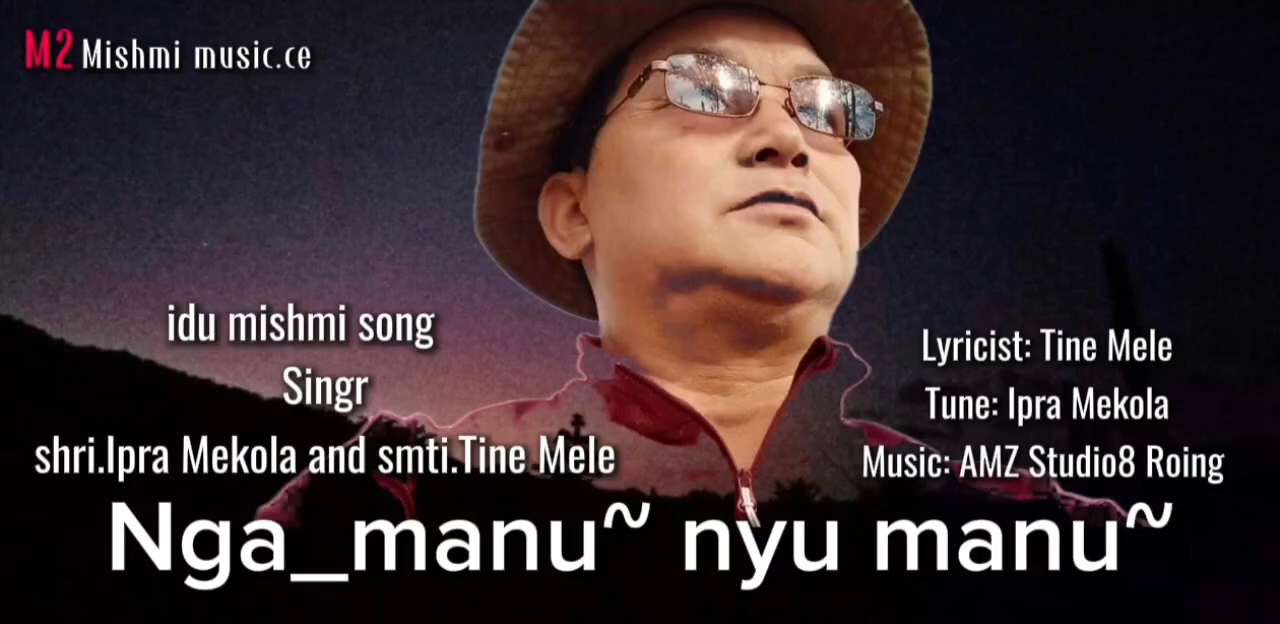 M2 Mishmi music.ce
idu mishmi song
Singr
shri.Ipra Mekola and smti.Tine Mele
Lyricist: Tine Mele
Tune: Ipra Mekola
Music: AMZ Studio8 Roing
Nga_manu~ nyu manu~